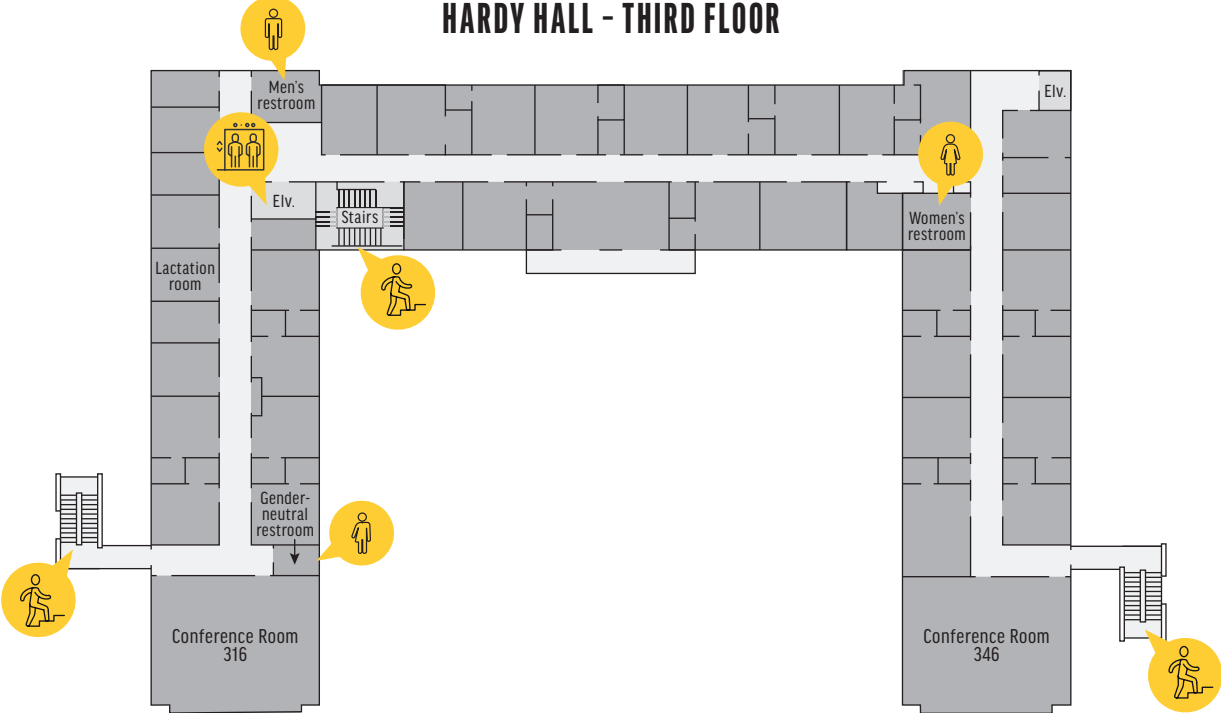 HARDY HALL - THIRD FLOOR
Men's
restroom
Elv.
Elv.
Stairs
Women's
restroom
Lactation
room
Gender-
neutral
restroom
Conference Room
316
Conference Room
346